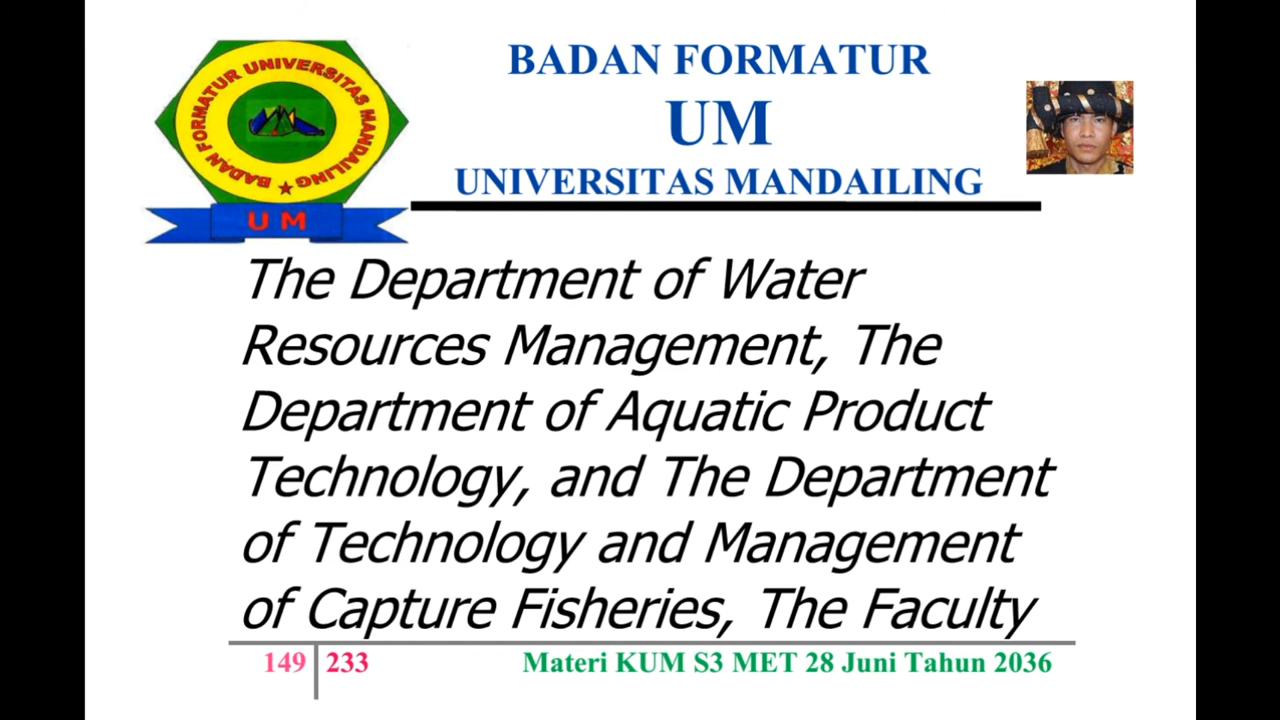 BADAN FORMATUR UNIVERSITAS MANDAILING
BADAN FORMATUR
UM
UNIVERSITAS MANDAILING
U M
The Department of Water
Resources Management, The
Department of Aquatic Product
Technology, and The Department
of Technology and Management
of Capture Fisheries, The Faculty
149 233 Materi KUM S3 MET 28 Juni Tahun 2036